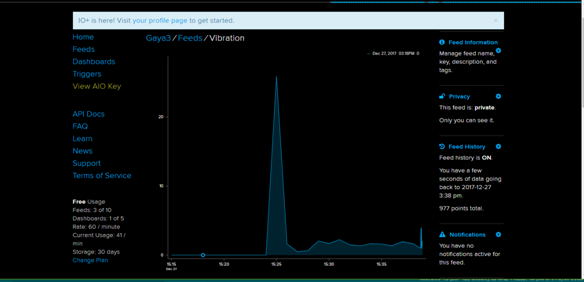 IO+ is here! Visit your profile page to get started.
×
Home
Feeds
Dashboards
Triggers
View AIO Key
API Docs
FAQ
Learn
News
Support
Terms of Service
Free Usage
Feeds: 3 of 10
Dashboards: 1 of 5
Rate: 60 / minute
Current Usage: 41 /
min
Storage: 30 days
Change Plan
Gaya3 / Feeds / Vibration
Dec 27, 2017 03:18PM 0
20
10
0
15:15
Dec 27
15:20
15:25
15:30
15:35
Feed Information
Manage feed name,
key, description, and
tags.
Privacy
This feed is: private.
Only you can see it.
Feed History
Feed history is ON.
You have a few
seconds of data going
back to 2017-12-27
3:38 pm.
977 points total.
Notifications
You have no
notifications active for
this feed.